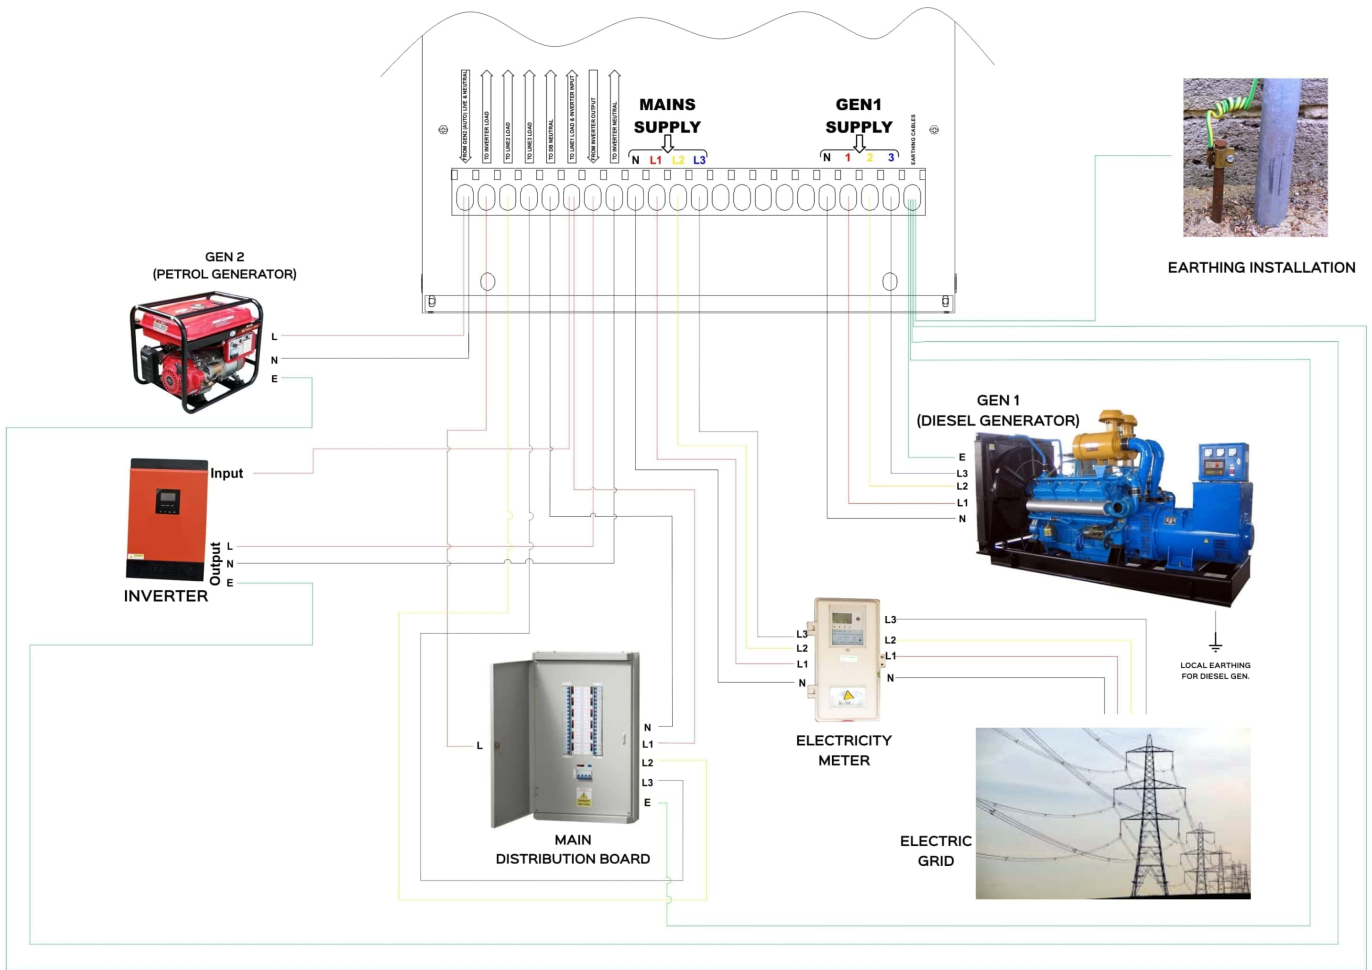 FROM GEN2 (AUTO) LIVE & NEUTRAL
TO INVERTER LOAD
TO LINE2 LOAD
TO LINE3 LOAD
TO DB NEUTRAL
TO LINE1 LOAD & INVERTER INPUT
FROM INVERTER OUTPUT
TO INVERTER NEUTRAL
MAINS
SUPPLY
N L1 L2 L3
GEN1
SUPPLY
N 1 2 3
EARTHING CABLES
EARTHING INSTALLATION
GEN 2
(PETROL GENERATOR)
L
N
E
GEN 1
(DIESEL GENERATOR)
E
L3
L2
L1
N
LOCAL EARTHING
FOR DIESEL GEN.
Input
Output
L
N
E
INVERTER
L3
L2
L1
N
L3
L2
L1
N
ELECTRICITY
METER
L
N
L1
L2
L3
E
MAIN
DISTRIBUTION BOARD
ELECTRIC
GRID